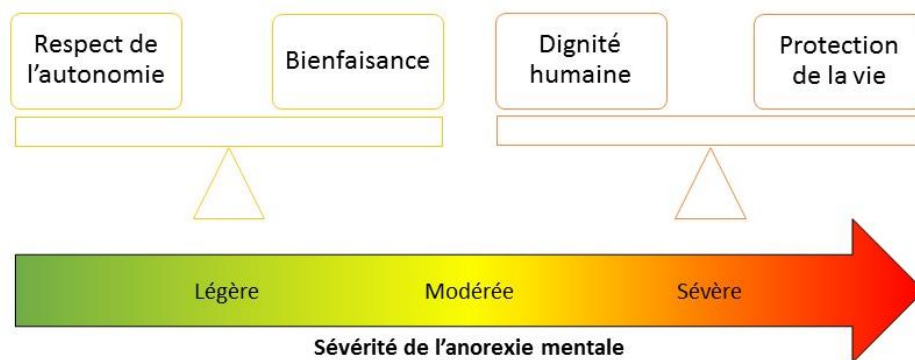 Respect de
l'autonomie
Bienfaisance
Dignité
humaine
Protection
de la vie
Légère
Modérée
Sévère
Sévérité de l'anorexie mentale